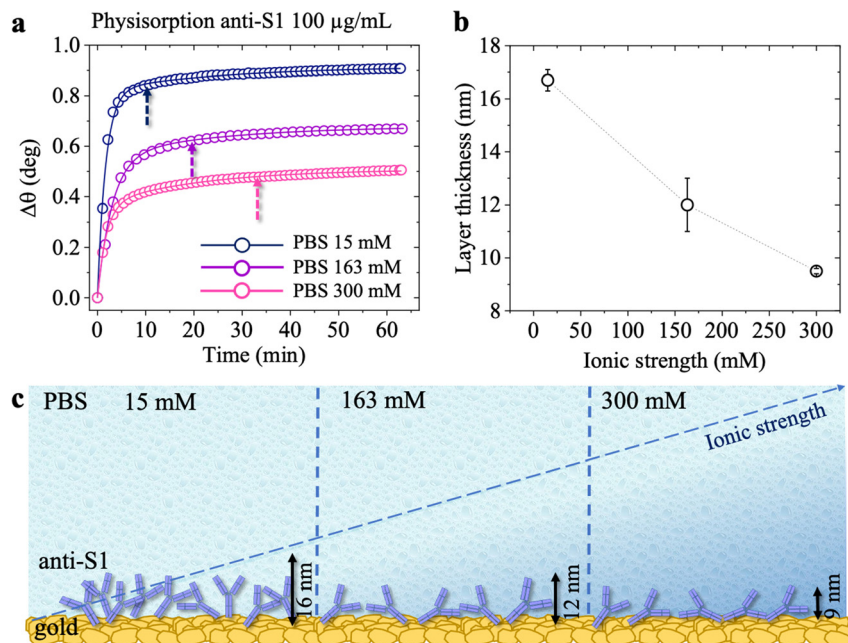 a
Physisorption anti-S1 100 µg/mL
1.0
0.8
0.6
0.4
0.2
0.0
Δθ (deg)
PBS 15 mM
PBS 163 mM
PBS 300 mM
0 10 20 30 40 50 60 70
Time (min)
b
18
16
14
12
10
8
Layer thickness (nm)
0 50 100 150 200 250 300
Ionic strength (mM)
c
PBS 15 mM 163 mM 300 mM
Ionic strength
anti-S1
16 nm
12 nm
9 nm
gold